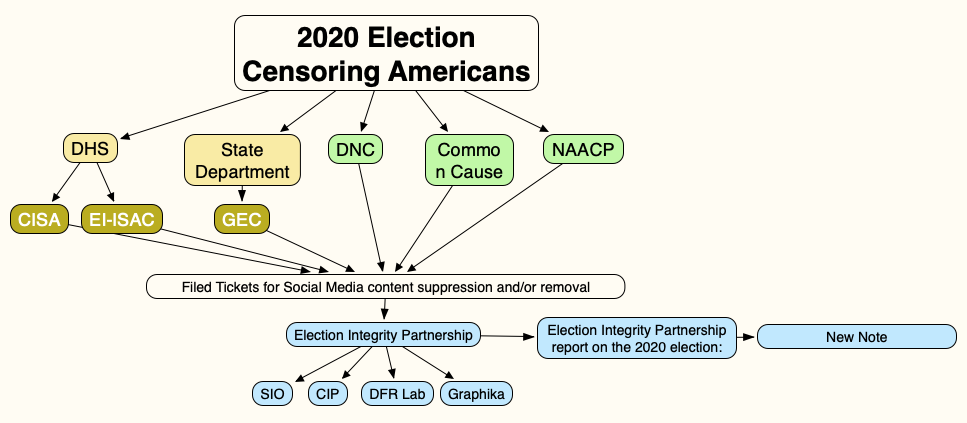 2020 Election
Censoring Americans
DHS
State
Department
DNC
Commo
n Cause
NAACP
CISA
EI-ISAC
GEC
Filed Tickets for Social Media content suppression and/or removal
Election Integrity Partnership
Election Integrity Partnership
report on the 2020 election:
New Note
SIO
CIP
DFR Lab
Graphika